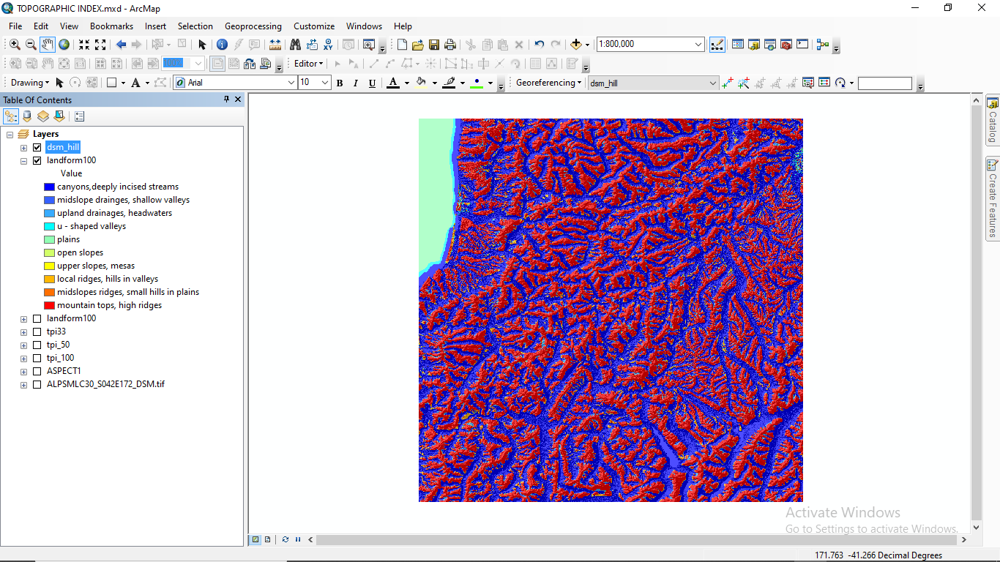 TOPOGRAPHIC INDEX.mxd - ArcMap
File Edit View Bookmarks Insert Selection Geoprocessing Customize Windows Help
1:800,000
100%
Editor
Drawing A Arial 10 B I U A Georeferencing dsm_hill
Table Of Contents
Layers
dsm_hill
landform100
Value
canyons,deeply incised streams
midslope drainges, shallow valleys
upland drainages, headwaters
u - shaped valleys
plains
open slopes
upper slopes, mesas
local ridges, hills in valleys
midslopes ridges, small hills in plains
mountain tops, high ridges
landform100
tpi33
tpi_50
tpi_100
ASPECT1
ALPSMLC30_S042E172_DSM.tif
Catalog
Create Features
Activate Windows
Go to Settings to activate Windows.
171.763 -41.266 Decimal Degrees